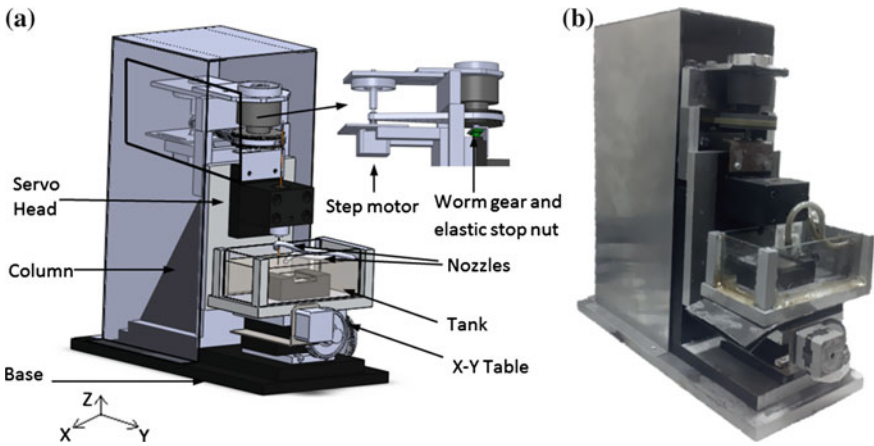 (a)
(b)
Servo
Head
Step motor
Worm gear and
elastic stop nut
Column
Nozzles
Tank
X-Y Table
Base
Z
X
Y